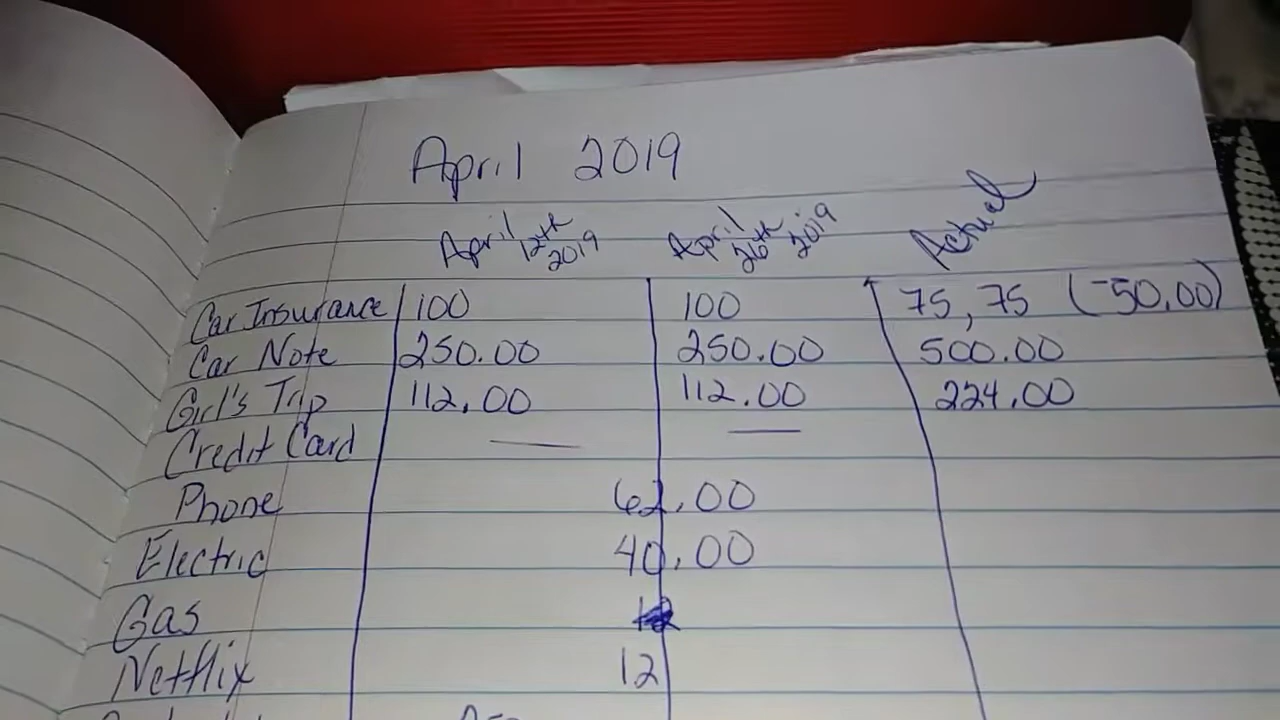 April 2019
April 12th 2019 April 26th 2019 Actual
Car Insurance 100 100 75, 75 (-50.00)
Car Note 250.00 250.00 500.00
Girl's Trip 112.00 112.00 224.00
Credit Card — —
Phone 62.00
Electric 40.00
Gas
Netflix 12